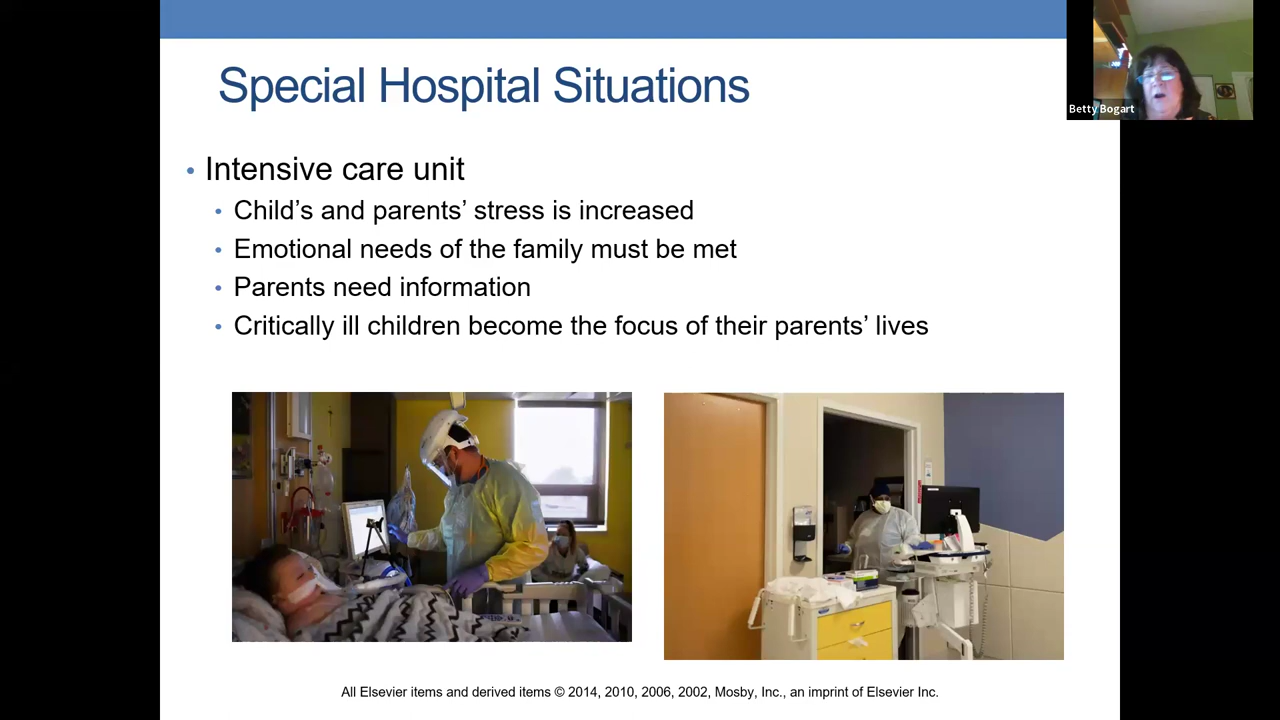 Special Hospital Situations
Betty Bogart
• Intensive care unit
• Child’s and parents’ stress is increased
• Emotional needs of the family must be met
• Parents need information
• Critically ill children become the focus of their parents’ lives
All Elsevier items and derived items © 2014, 2010, 2006, 2002, Mosby, Inc., an imprint of Elsevier Inc.